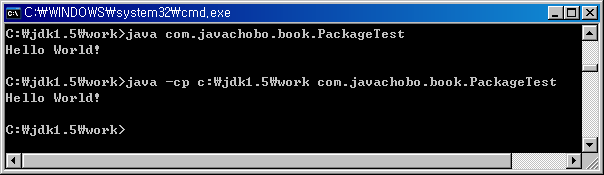 C:₩WINDOWS₩system32₩cmd.exe
C:₩jdk1.5₩work>java com.javachobo.book.PackageTest
Hello World!
C:₩jdk1.5₩work>java -cp c:₩jdk1.5₩work com.javachobo.book.PackageTest
Hello World!
C:₩jdk1.5₩work>